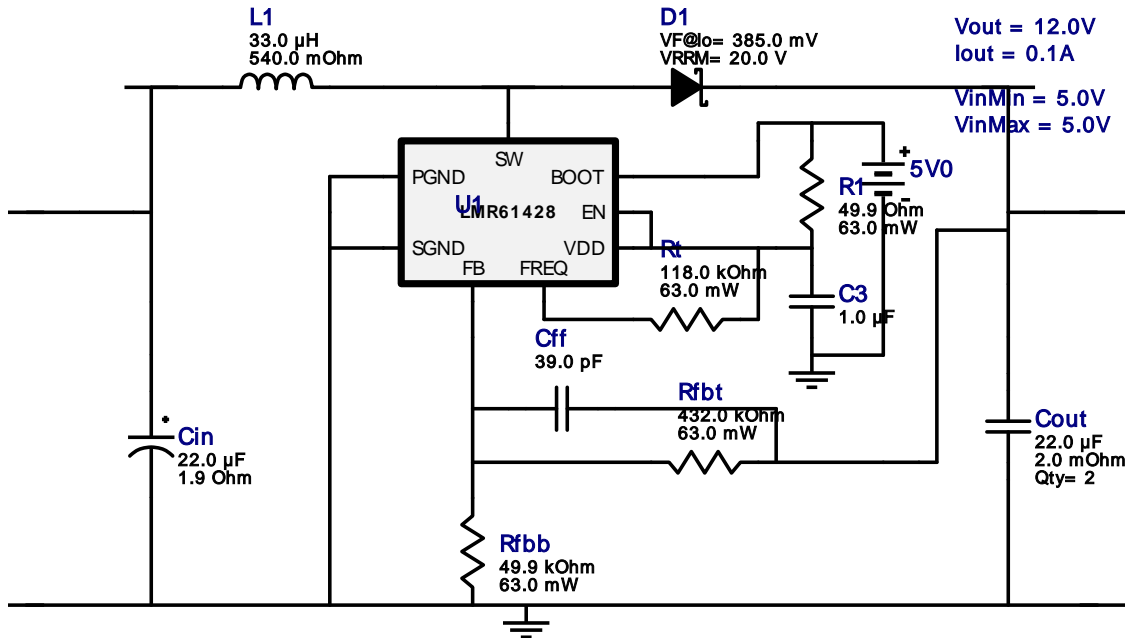 L1
33.0 µH
540.0 mOhm
D1
VF@Io= 385.0 mV
VRRM= 20.0 V
Vout = 12.0V
Iout = 0.1A
VinMin = 5.0V
VinMax = 5.0V
SW
PGND
BOOT
U1
LMR61428
EN
SGND
VDD
FB
FREQ
5V0
R1
49.9 Ohm
63.0 mW
Rt
118.0 kOhm
63.0 mW
C3
1.0 µF
Cff
39.0 pF
Rfbt
432.0 kOhm
63.0 mW
Cin
22.0 µF
1.9 Ohm
Cout
22.0 µF
2.0 mOhm
Qty= 2
Rfbb
49.9 kOhm
63.0 mW